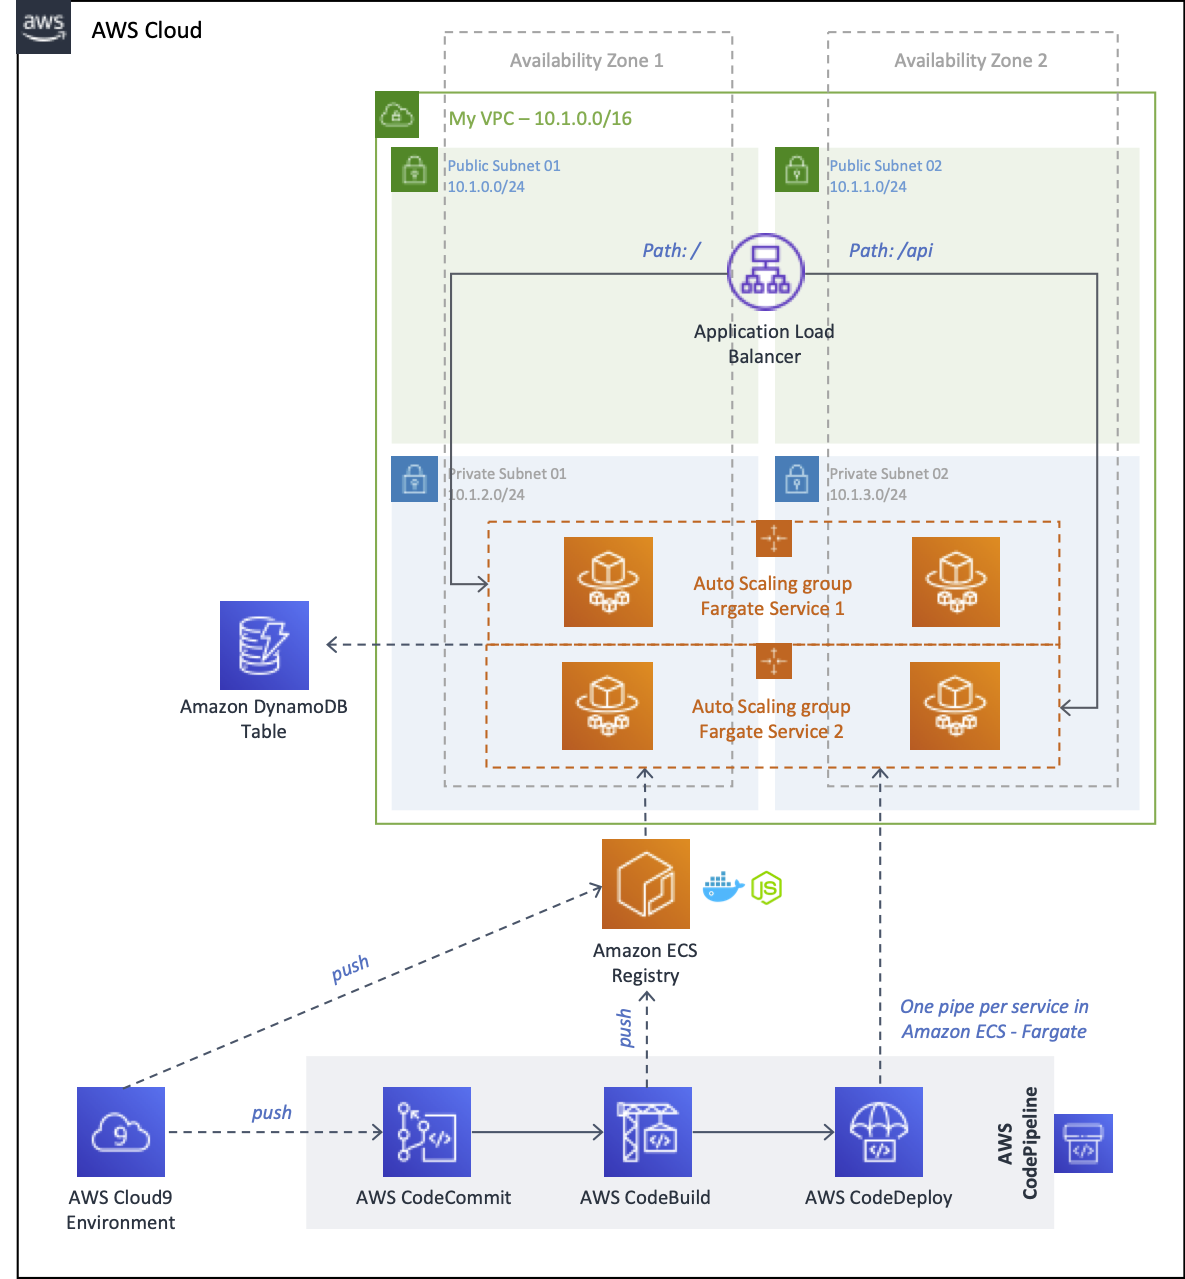 aws
AWS Cloud
Availability Zone 1
Availability Zone 2
My VPC – 10.1.0.0/16
Public Subnet 01
10.1.0.0/24
Public Subnet 02
10.1.1.0/24
Path: /
Path: /api
Application Load
Balancer
Private Subnet 01
10.1.2.0/24
Private Subnet 02
10.1.3.0/24
Auto Scaling group
Fargate Service 1
Auto Scaling group
Fargate Service 2
Amazon DynamoDB
Table
JS
Amazon ECS
Registry
push
push
One pipe per service in
Amazon ECS - Fargate
push
9
</>
</>
</>
</>
AWS
CodePipeline
AWS Cloud9
Environment
AWS CodeCommit
AWS CodeBuild
AWS CodeDeploy